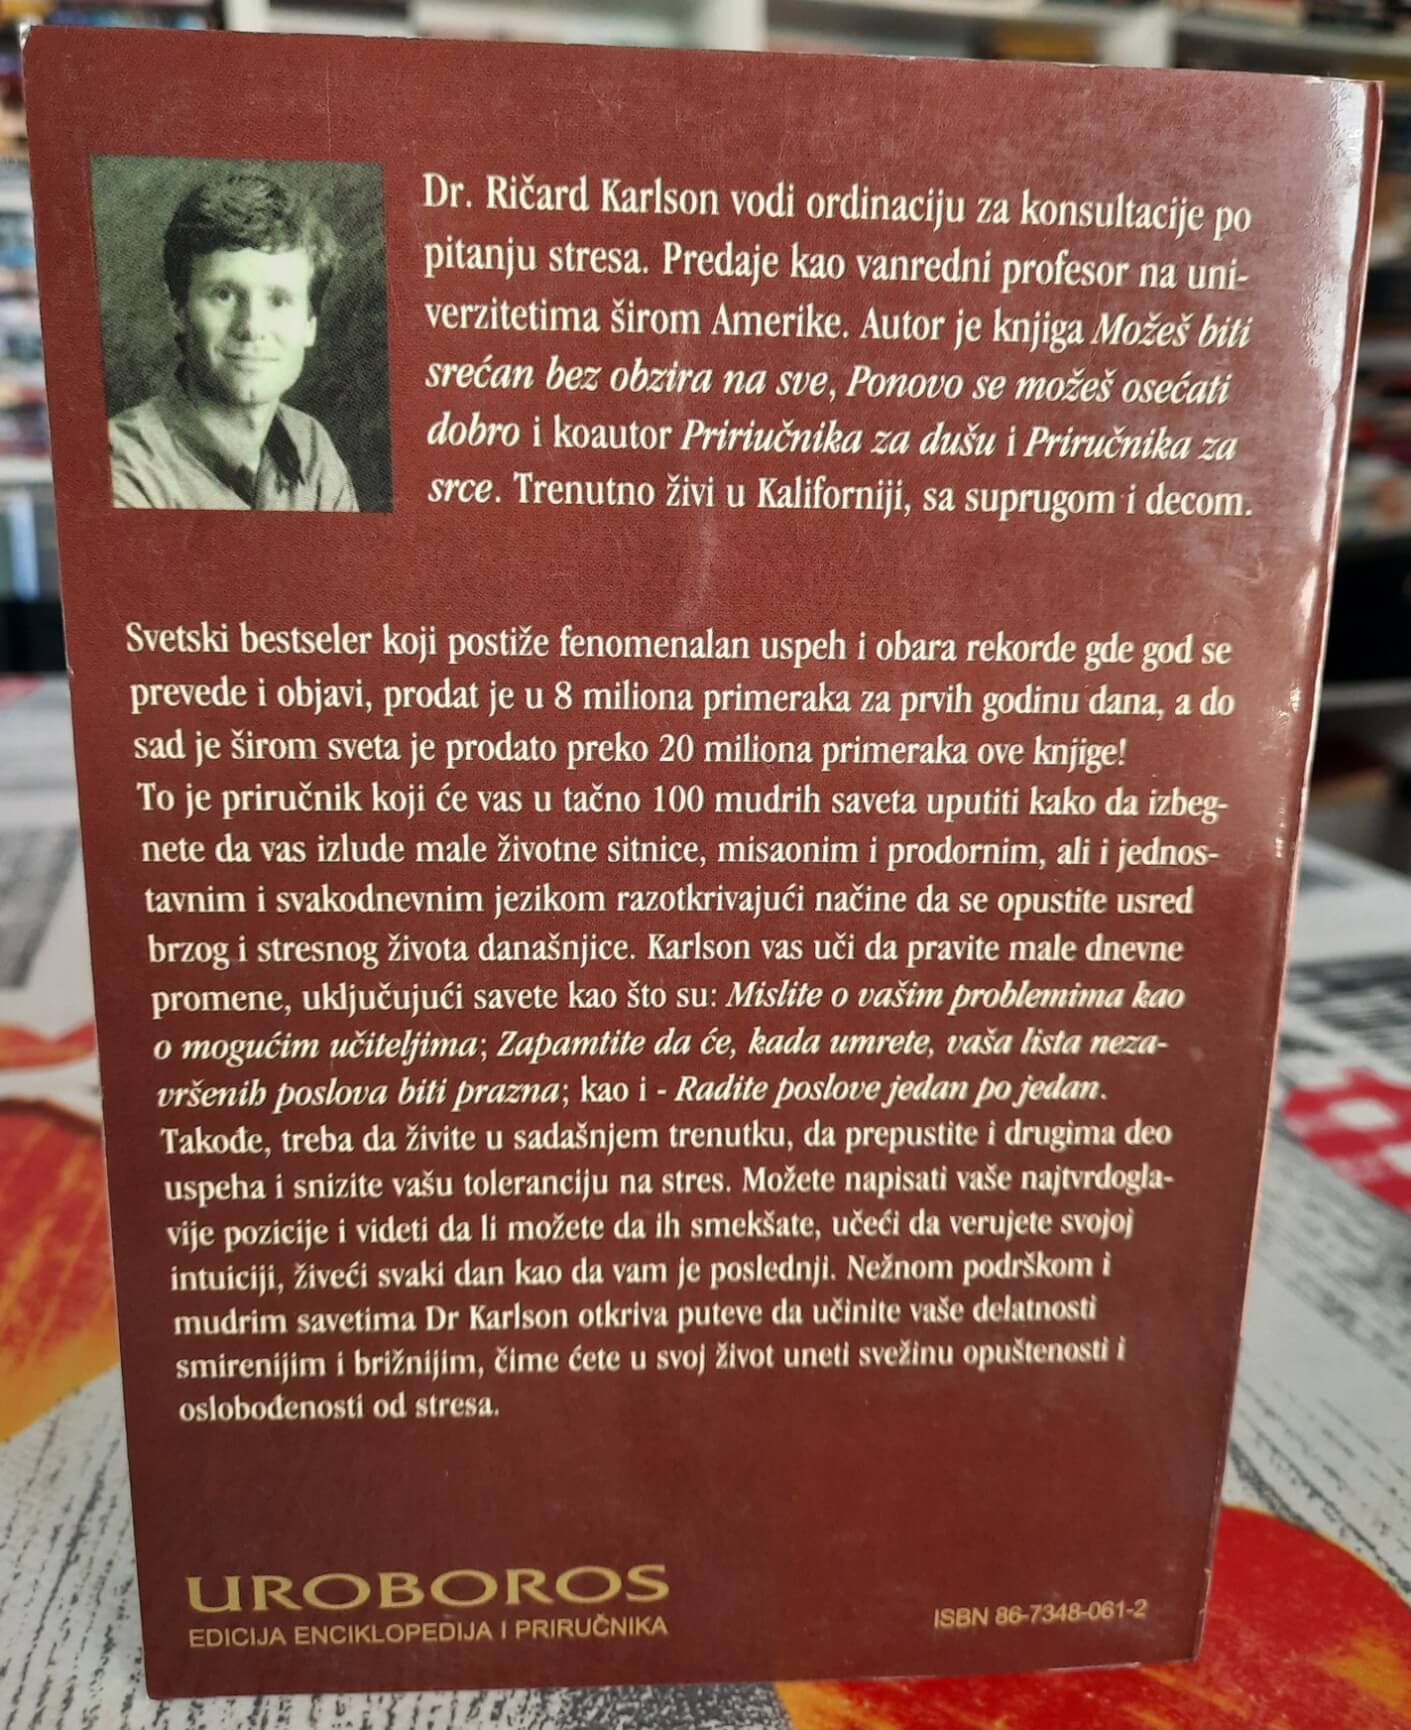 Dr. Ričard Karlson vodi ordinaciju za konsultacije po
pitanju stresa. Predaje kao vanredni profesor na uni-
verzitetima širom Amerike. Autor je knjiga Možeš biti
srećan bez obzira na sve, Ponovo se možeš osećati
dobro i koautor Pririučnika za dušu i Priručnika za
srce. Trenutno živi u Kaliforniji, sa suprugom i decom.
Svetski bestseler koji postiže fenomenalan uspeh i obara rekorde gde god se
prevede i objavi, prodat je u 8 miliona primeraka za prvih godinu dana, a do
sad je širom sveta je prodato preko 20 miliona primeraka ove knjige!
To je priručnik koji će vas u tačno 100 mudrih saveta uputiti kako da izbeg-
nete da vas izlude male životne sitnice, misaonim i prodornim, ali i jednos-
tavnim i svakodnevnim jezikom razotkrivajući načine da se opustite usred
brzog i stresnog života današnjice. Karlson vas uči da pravite male dnevne
promene, uključujući savete kao što su: Mislite o vašim problemima kao
o mogućim učiteljima; Zapamtite da će, kada umrete, vaša lista neza-
vršenih poslova biti prazna; kao i - Radite poslove jedan po jedan.
Takođe, treba da živite u sadašnjem trenutku, da prepustite i drugima deo
uspeha i snizite vašu toleranciju na stres. Možete napisati vaše najtvrdogla-
vije pozicije i videti da li možete da ih smekšate, učeći da verujete svojoj
intuiciji, živeći svaki dan kao da vam je poslednji. Nežnom podrškom i
mudrim savetima Dr Karlson otkriva puteve da učinite vaše delatnosti
smirenijim i brižnijim, čime ćete u svoj život uneti svežinu opuštenosti i
oslobođenosti od stresa.
UROBOROS
EDICIJA ENCIKLOPEDIJA I PRIRUČNIKA
ISBN 86-7348-061-2